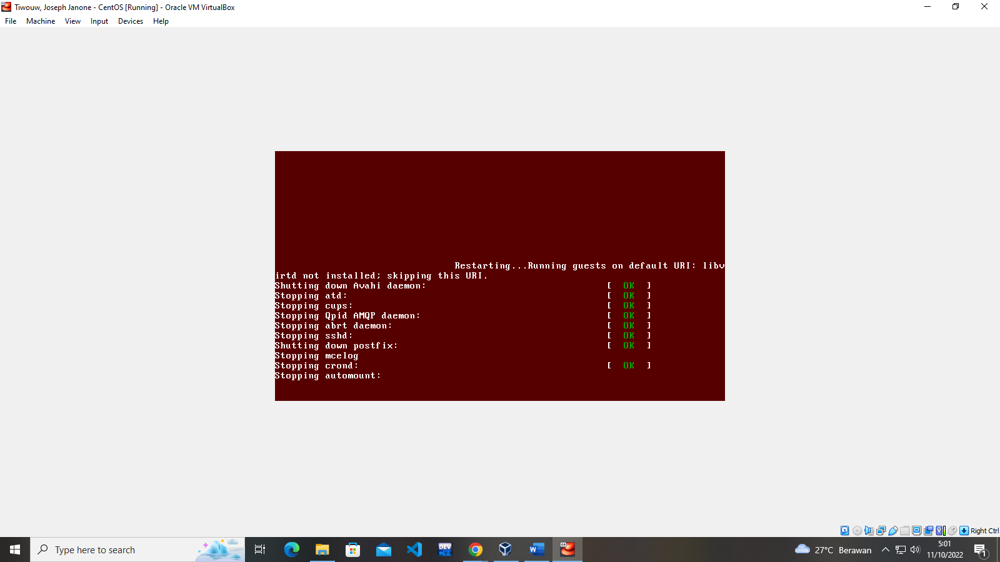 Tiwouw, Joseph Janone - CentOS [Running] - Oracle VM VirtualBox
File Machine View Input Devices Help
Restarting...Running guests on default URI: libv
irtd not installed; skipping this URI.
Shutting down Avahi daemon: [ OK ]
Stopping atd: [ OK ]
Stopping cups: [ OK ]
Stopping Qpid AMQP daemon: [ OK ]
Stopping abrt daemon: [ OK ]
Stopping sshd: [ OK ]
Shutting down postfix: [ OK ]
Stopping mcelog
Stopping crond: [ OK ]
Stopping automount:
Right Ctrl
Type here to search
DEV
27°C Berawan
5:01
11/10/2022
1